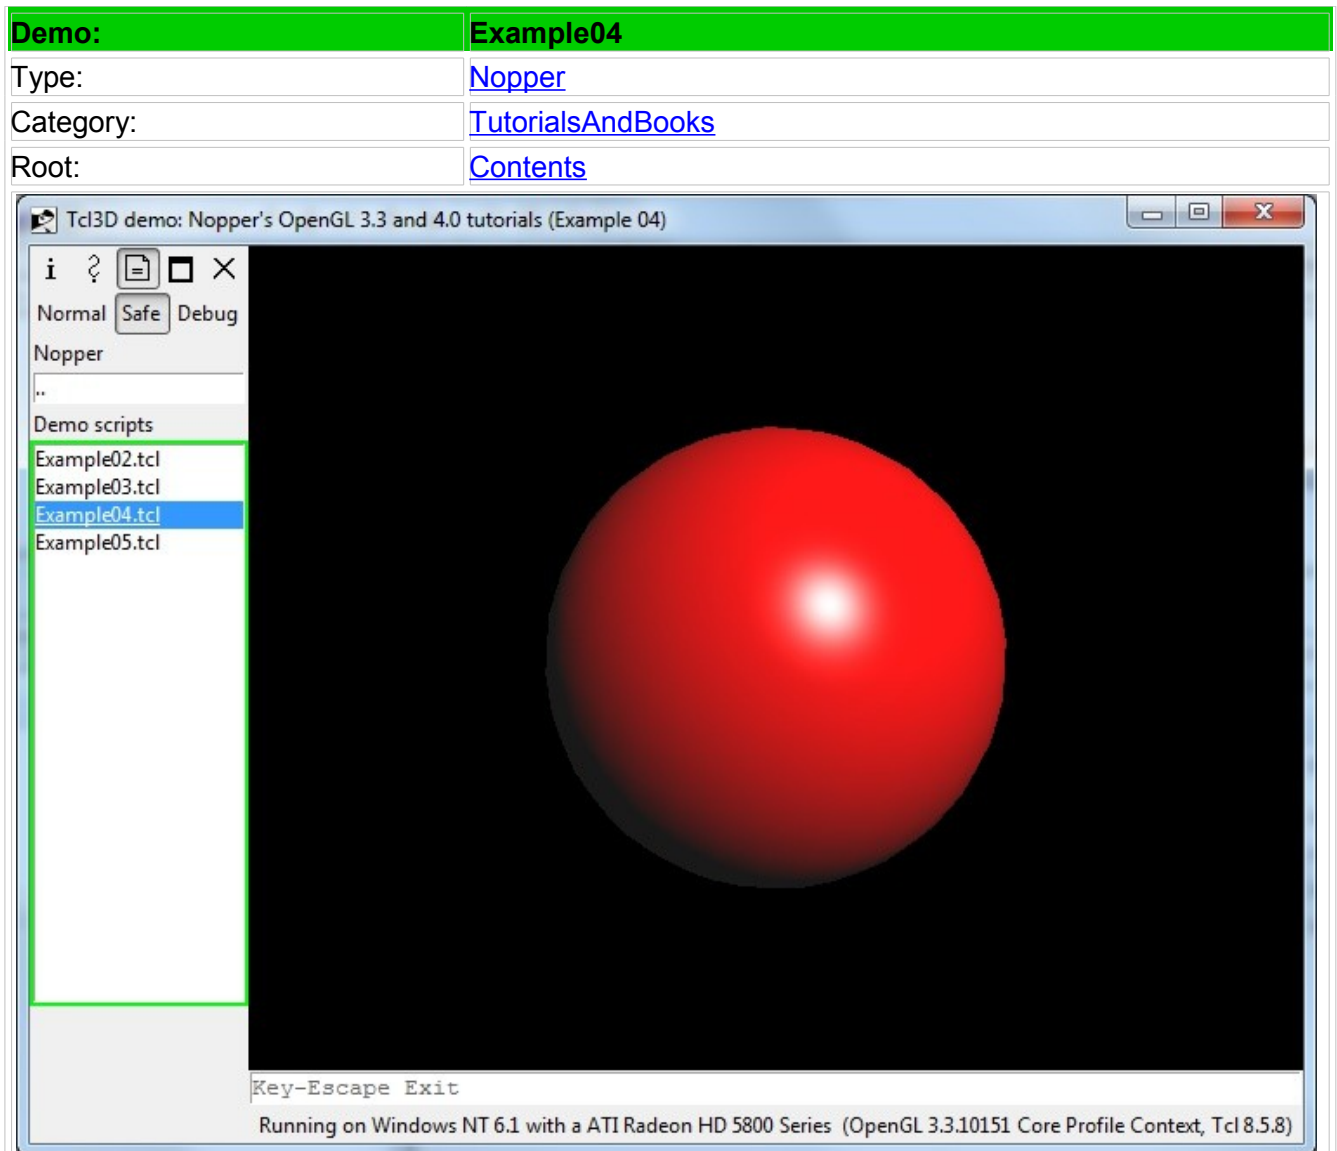 Demo: Example04
Type: Nopper
Category: TutorialsAndBooks
Root: Contents
Tcl3D demo: Nopper's OpenGL 3.3 and 4.0 tutorials (Example 04)
i ?
Normal Safe Debug
Nopper
..
Demo scripts
Example02.tcl
Example03.tcl
Example04.tcl
Example05.tcl
Key-Escape Exit
Running on Windows NT 6.1 with a ATI Radeon HD 5800 Series (OpenGL 3.3.10151 Core Profile Context, Tcl 8.5.8)